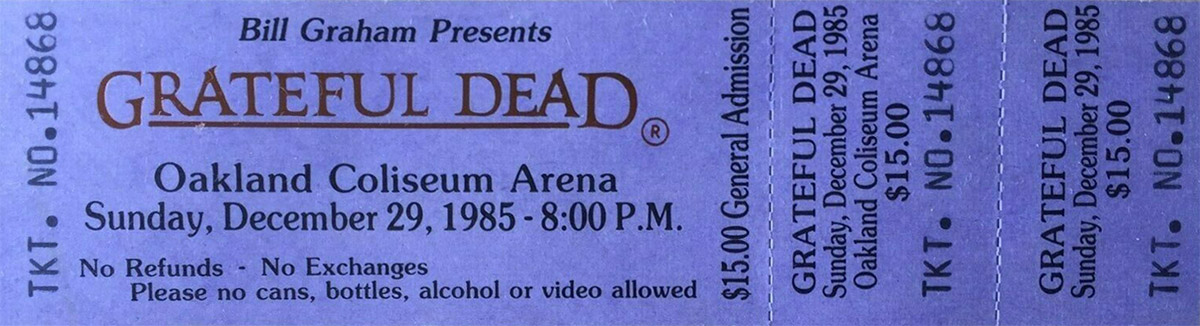 TKT. NO.14868
Bill Graham Presents
GRATEFUL DEAD®
Oakland Coliseum Arena
Sunday, December 29, 1985 - 8:00 P.M.
No Refunds - No Exchanges
Please no cans, bottles, alcohol or video allowed
$15.00 General Admission
GRATEFUL DEAD
Sunday, December 29, 1985
Oakland Coliseum Arena
$15.00
TKT. NO.14868
GRATEFUL DEAD
Sunday, December 29, 1985
$15.00
TKT. NO.14868